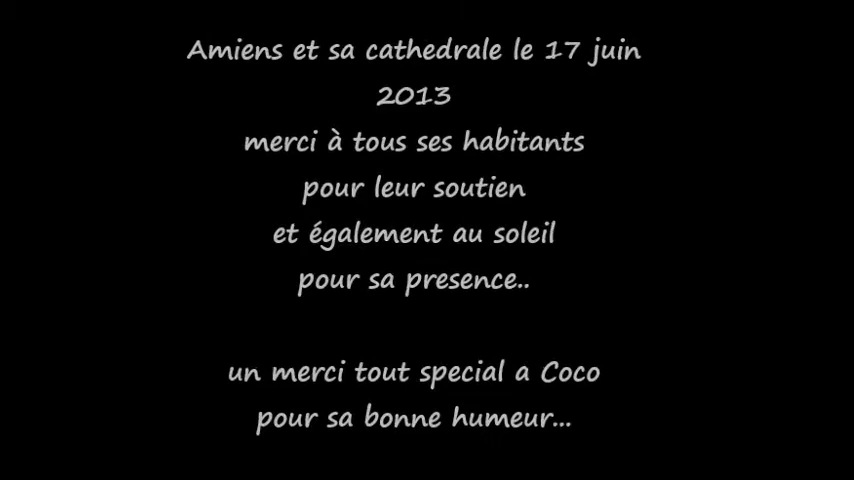 Amiens et sa cathedrale le 17 juin
2013
merci à tous ses habitants
pour leur soutien
et également au soleil
pour sa presence..
un merci tout special a Coco
pour sa bonne humeur...